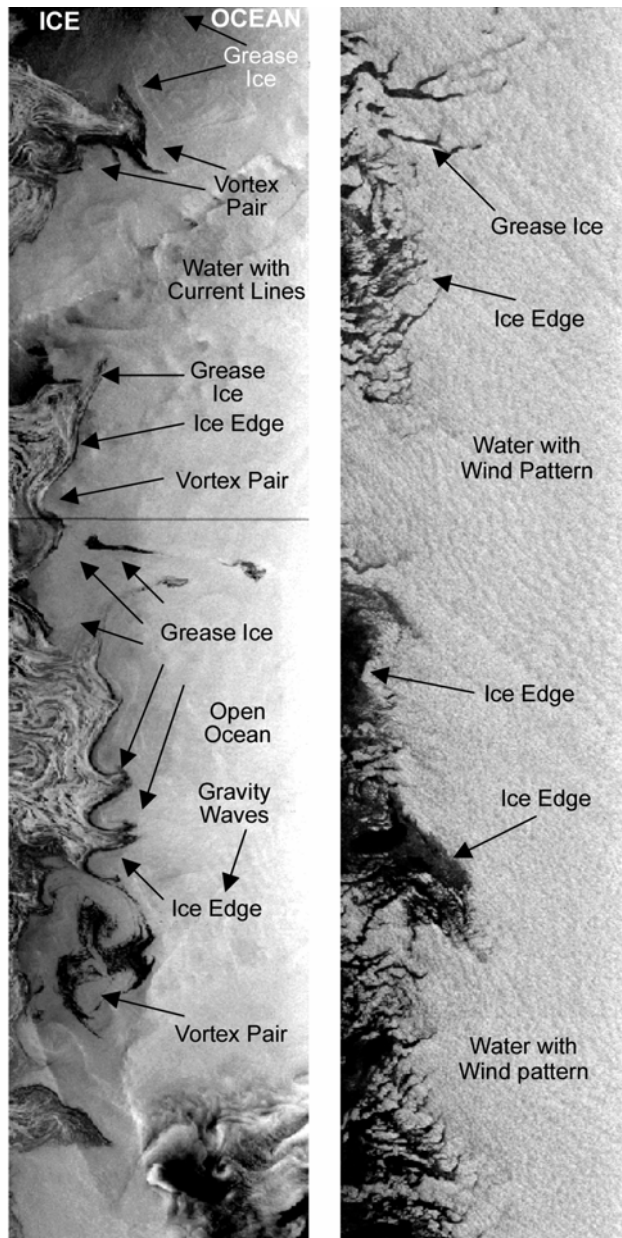 ICE
OCEAN
Grease
Ice
Vortex
Pair
Water with
Current Lines
Grease
Ice
Ice Edge
Vortex Pair
Grease Ice
Open
Ocean
Gravity
Waves
Ice Edge
Vortex Pair
Grease Ice
Ice Edge
Water with
Wind Pattern
Ice Edge
Ice Edge
Water with
Wind pattern